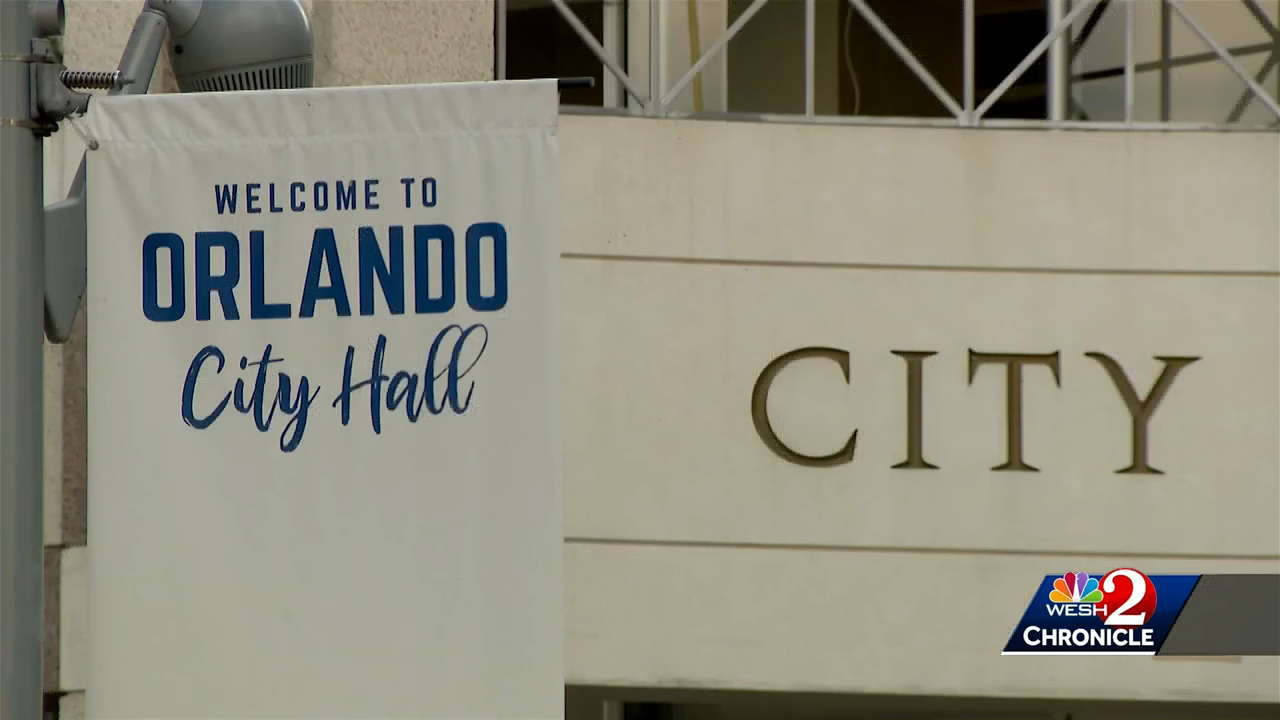 WELCOME TO
ORLANDO
City Hall
CITY
WESH 2
CHRONICLE